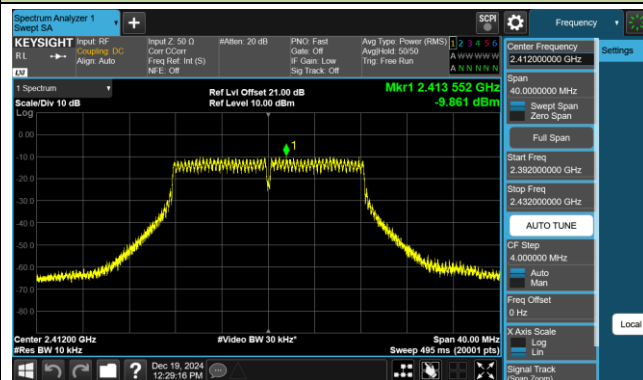 Spectrum Analyzer 1
Swept SA
SCPI
Frequency
KEYSIGHT
RL
LVI
Input: RF
Coupling: DC
Align: Auto
Input Z: 50 Ω
Corr CCorr
Freq Ref: Int (S)
NFE: Off
#Atten: 20 dB
PNO: Fast
Gate: Off
IF Gain: Low
Sig Track: Off
Avg Type: Power (RMS)
Avg|Hold: 50/50
Trig: Free Run
1 2 3 4 5 6
A W W W W W
A N N N N N
1 Spectrum
Scale/Div 10 dB
Log
Ref Lvl Offset 21.00 dB
Ref Level 10.00 dBm
Mkr1 2.413 552 GHz
-9.861 dBm
0.00
-10.0
-20.0
-30.0
-40.0
-50.0
-60.0
-70.0
-80.0
1
Center 2.41200 GHz
#Res BW 10 kHz
#Video BW 30 kHz*
Span 40.00 MHz
Sweep 495 ms (20001 pts)
Dec 19, 2024
12:29:16 PM
Center Frequency
2.412000000 GHz
Span
40.0000000 MHz
Swept Span
Zero Span
Full Span
Start Freq
2.392000000 GHz
Stop Freq
2.432000000 GHz
AUTO TUNE
CF Step
4.000000 MHz
Auto
Man
Freq Offset
0 Hz
X Axis Scale
Log
Lin
Signal Track
(Span Zoom)
Settings
Local